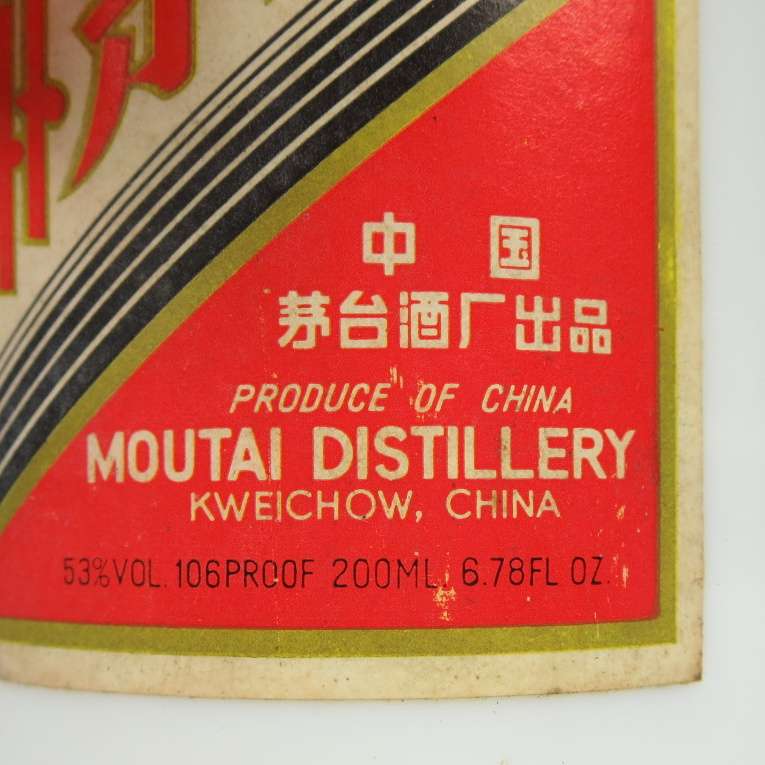 中国
茅台酒厂出品
PRODUCE OF CHINA
MOUTAI DISTILLERY
KWEICHOW, CHINA
53%VOL. 106PROOF 200ML. 6.78FL OZ.